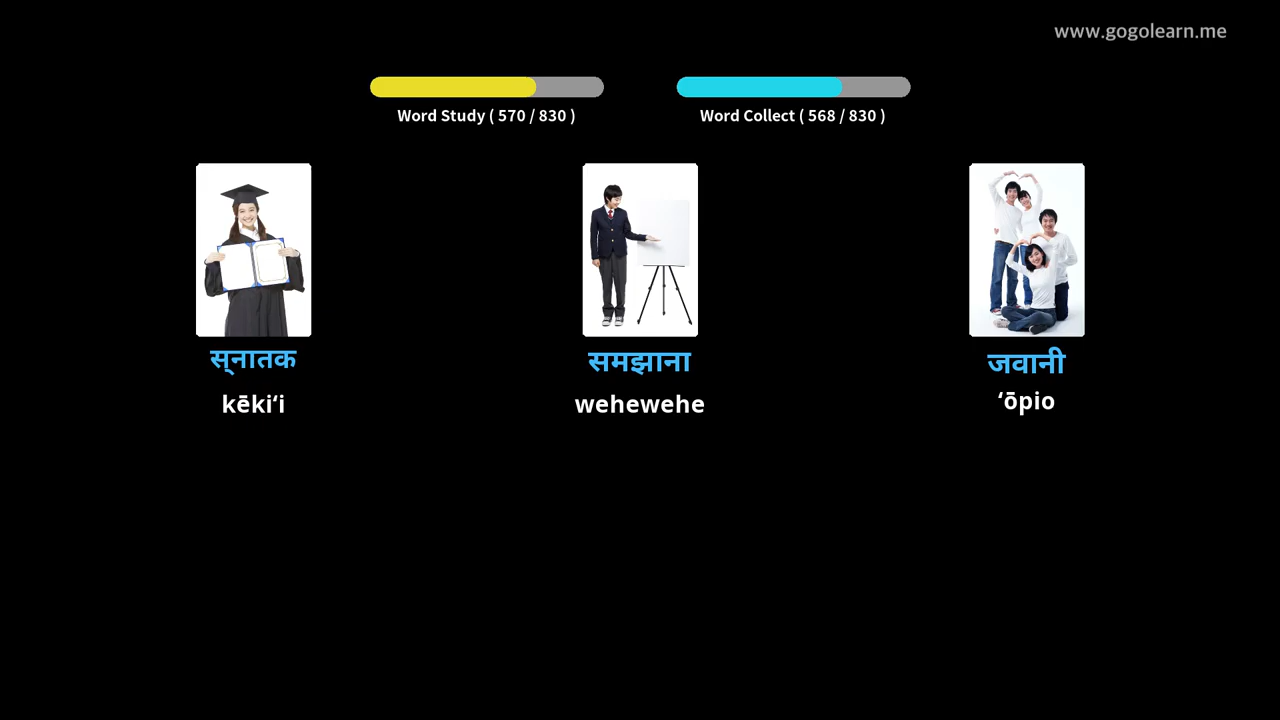 www.gogolearn.me
Word Study ( 570 / 830 )
Word Collect ( 568 / 830 )
स्‌नातक
समझाना
जवानी
kēkiʻi
wehewehe
ʻōpio